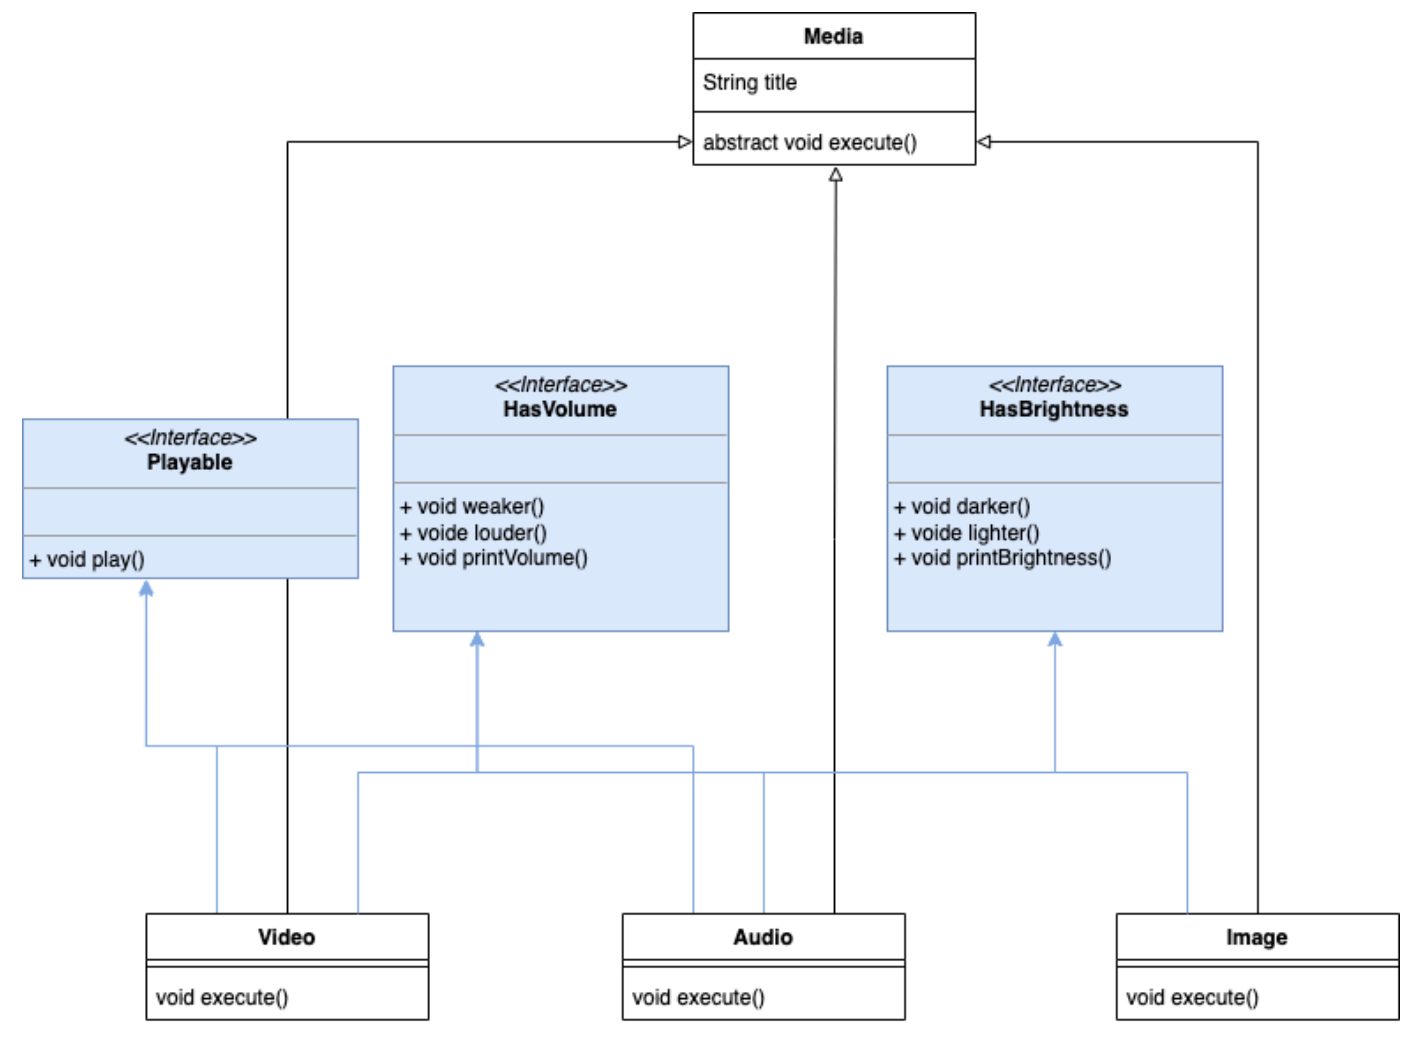 Media
String title
abstract void execute()
<<Interface>>
Playable
+ void play()
<<Interface>>
HasVolume
+ void weaker()
+ voide louder()
+ void printVolume()
<<Interface>>
HasBrightness
+ void darker()
+ voide lighter()
+ void printBrightness()
Video
void execute()
Audio
void execute()
Image
void execute()